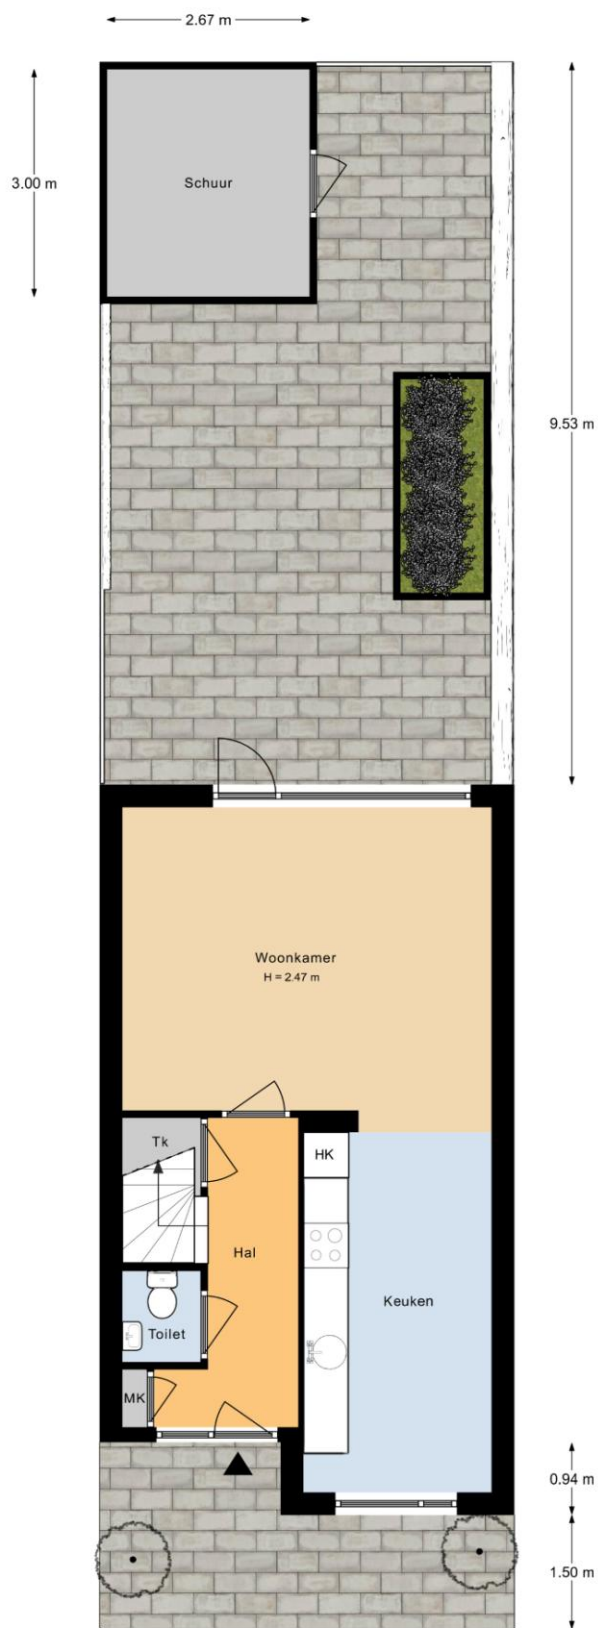 2.67 m
3.00 m
Schuur
9.53 m
Woonkamer
H = 2.47 m
Tk
HK
Hal
Keuken
Toilet
MK
0.94 m
1.50 m